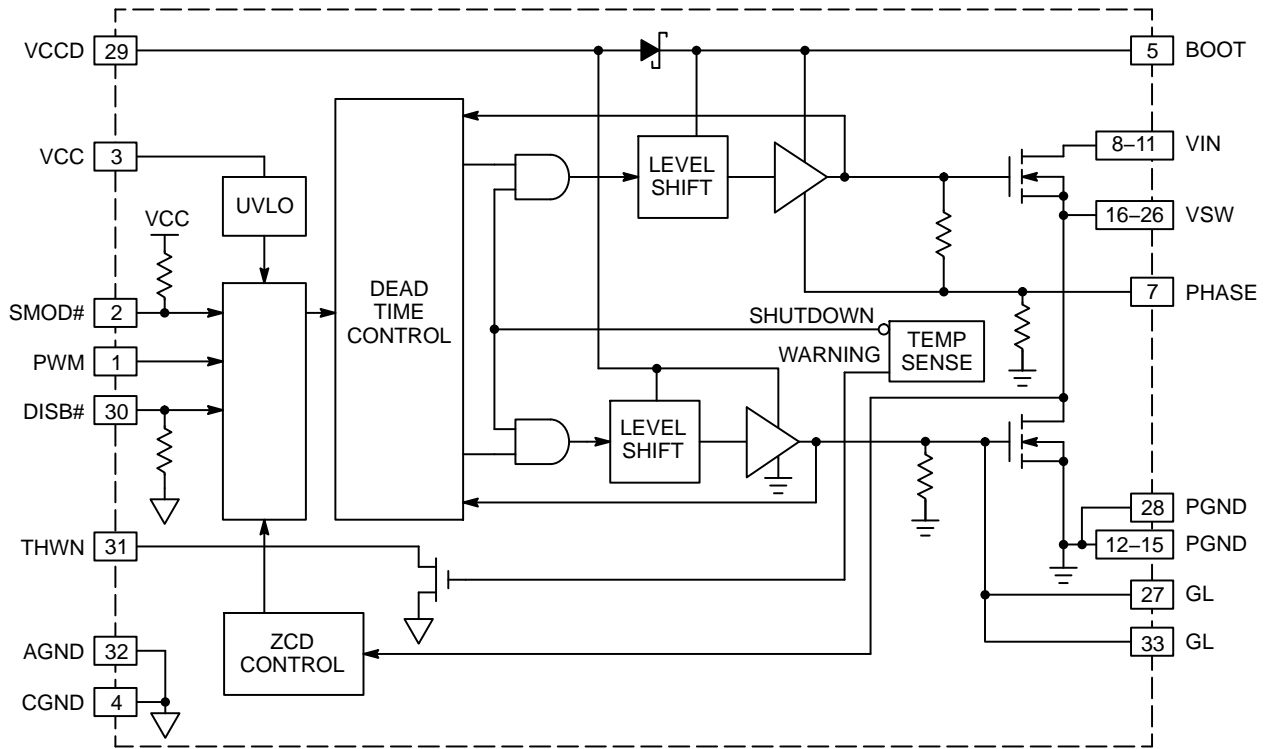 VCCD 29
5 BOOT
VCC 3
8–11 VIN
LEVEL
SHIFT
UVLO
VCC
16–26 VSW
DEAD
TIME
CONTROL
7 PHASE
SMOD# 2
SHUTDOWN
TEMP
SENSE
WARNING
PWM 1
DISB# 30
LEVEL
SHIFT
28 PGND
THWN 31
12–15 PGND
27 GL
33 GL
ZCD
CONTROL
AGND 32
CGND 4